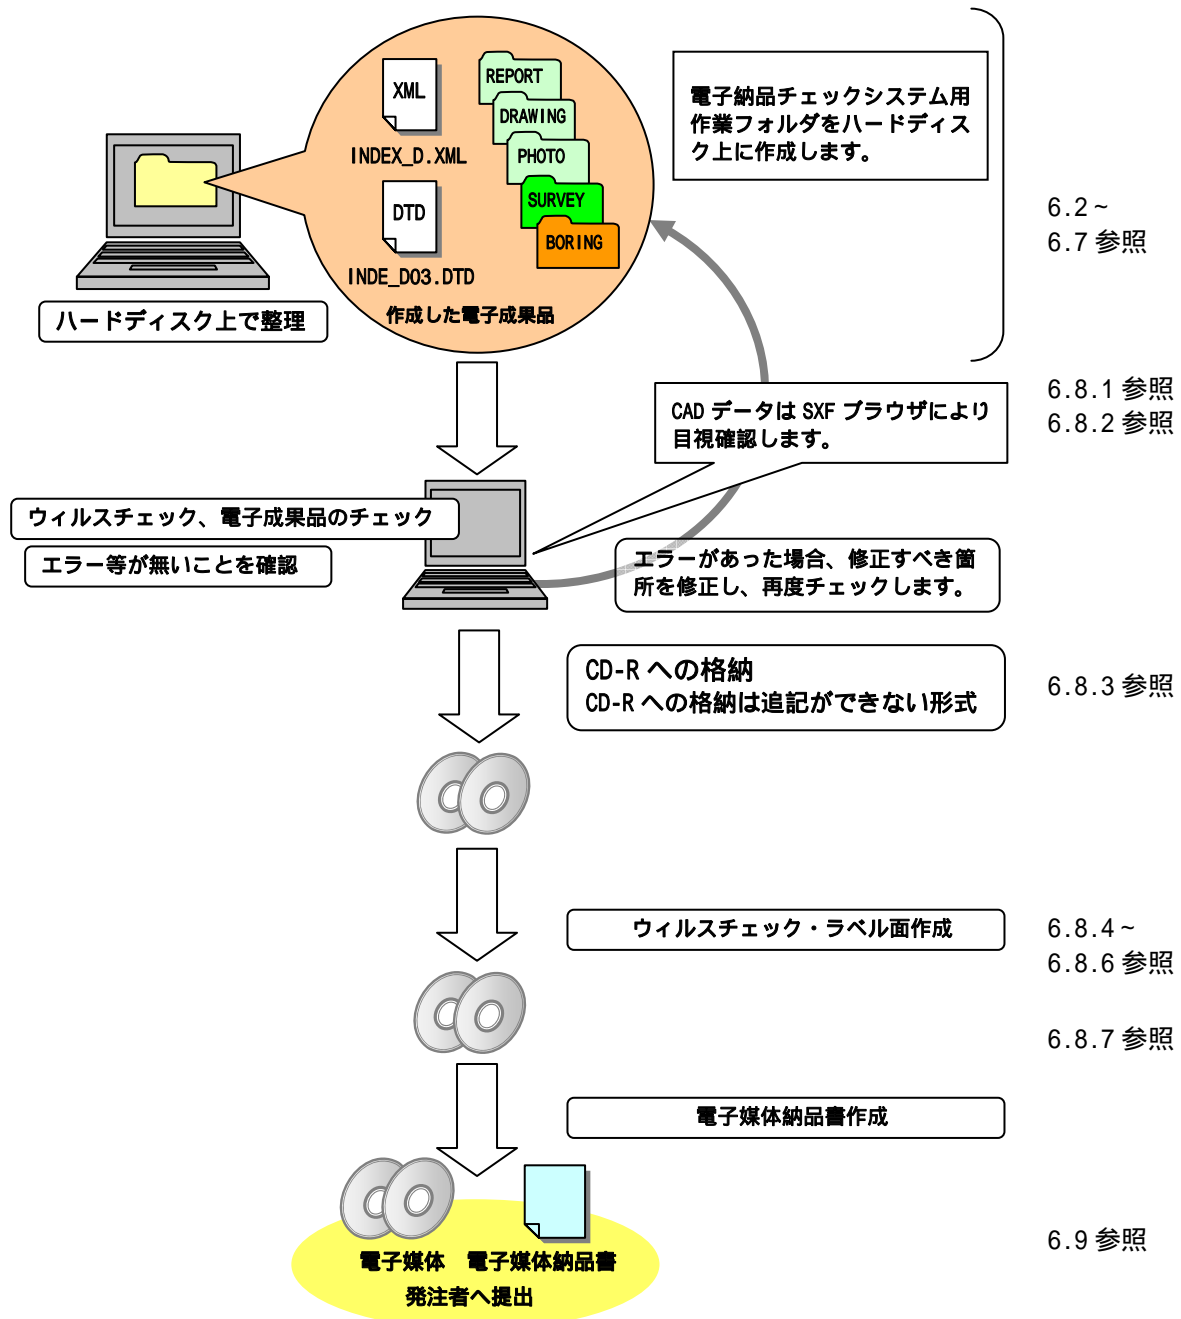 XML
INDEX_D.XML
DTD
INDE_D03.DTD
REPORT
DRAWING
PHOTO
SURVEY
BORING
作成した電子成果品
ハードディスク上で整理
電子納品チェックシステム用
作業フォルダをハードディス
ク上に作成します。
6.2~
6.7 参照
CAD データは SXF ブラウザにより
目視確認します。
6.8.1 参照
6.8.2 参照
ウィルスチェック、電子成果品のチェック
エラー等が無いことを確認
エラーがあった場合、修正すべき箇
所を修正し、再度チェックします。
CD-R への格納
CD-R への格納は追記ができない形式
6.8.3 参照
ウィルスチェック・ラベル面作成
6.8.4~
6.8.6 参照
6.8.7 参照
電子媒体納品書作成
電子媒体 電子媒体納品書
発注者へ提出
6.9 参照